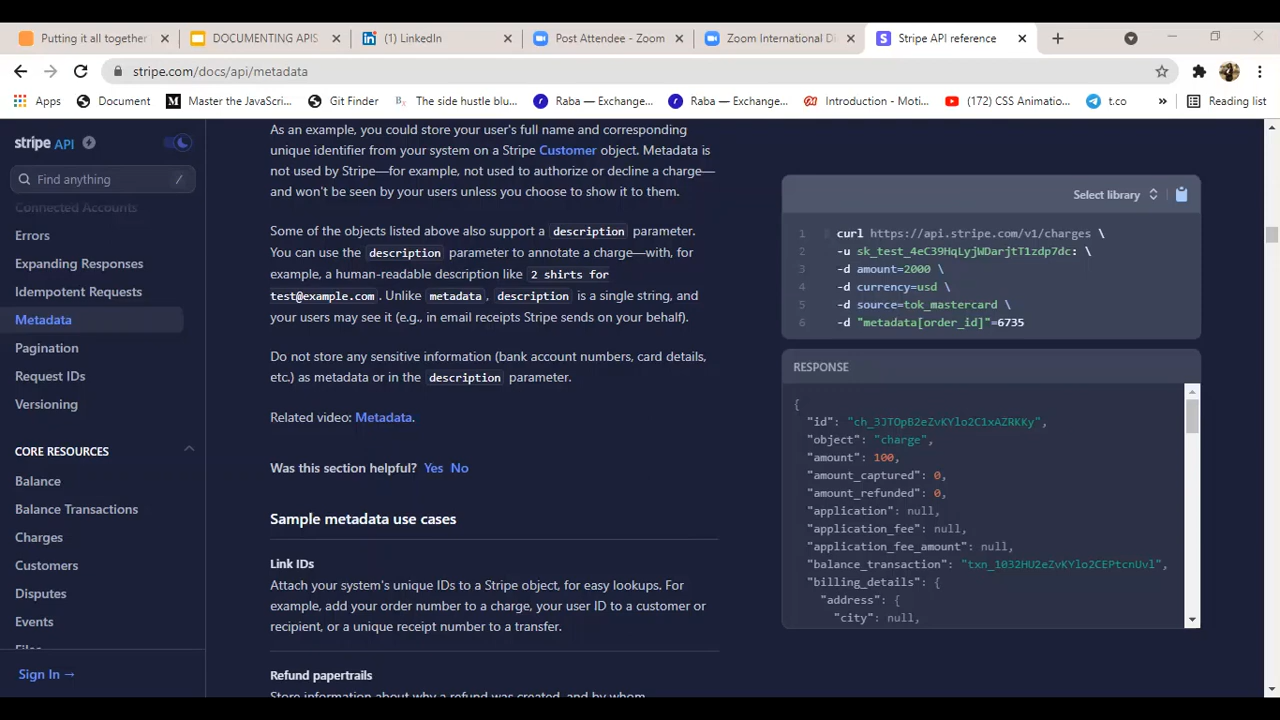 Putting it all together
DOCUMENTING APIS
(1) LinkedIn
Post Attendee - Zoom
Zoom International Di
Stripe API reference
stripe.com/docs/api/metadata
Apps
Document
Master the JavaScri...
Git Finder
The side hustle blu...
Raba — Exchange...
Raba — Exchange...
Introduction - Moti...
(172) CSS Animatio...
t.co
»
Reading list
stripe API
Find anything
/
Connected Accounts
Errors
Expanding Responses
Idempotent Requests
Metadata
Pagination
Request IDs
Versioning
CORE RESOURCES
Balance
Balance Transactions
Charges
Customers
Disputes
Events
Sign In →
As an example, you could store your user's full name and corresponding
unique identifier from your system on a Stripe Customer object. Metadata is
not used by Stripe—for example, not used to authorize or decline a charge—
and won't be seen by your users unless you choose to show it to them.
Some of the objects listed above also support a description parameter.
You can use the description parameter to annotate a charge—with, for
example, a human-readable description like 2 shirts for
test@example.com. Unlike metadata, description is a single string, and
your users may see it (e.g., in email receipts Stripe sends on your behalf).
Do not store any sensitive information (bank account numbers, card details,
etc.) as metadata or in the description parameter.
Related video: Metadata.
Was this section helpful? Yes No
Sample metadata use cases
Link IDs
Attach your system's unique IDs to a Stripe object, for easy lookups. For
example, add your order number to a charge, your user ID to a customer or
recipient, or a unique receipt number to a transfer.
Refund papertrails
Store information about why a refund was created, and by whom
Select library
1 curl https://api.stripe.com/v1/charges \
2 -u sk_test_4eC39HqLyjWDarjtT1zdp7dc: \
3 -d amount=2000 \
4 -d currency=usd \
5 -d source=tok_mastercard \
6 -d "metadata[order_id]"=6735
RESPONSE
{
"id": "ch_3JTOpB2eZvKYlo2C1xAZRKKy",
"object": "charge",
"amount": 100,
"amount_captured": 0,
"amount_refunded": 0,
"application": null,
"application_fee": null,
"application_fee_amount": null,
"balance_transaction": "txn_1032HU2eZvKYlo2CEPtcnUvl",
"billing_details": {
"address": {
"city": null,